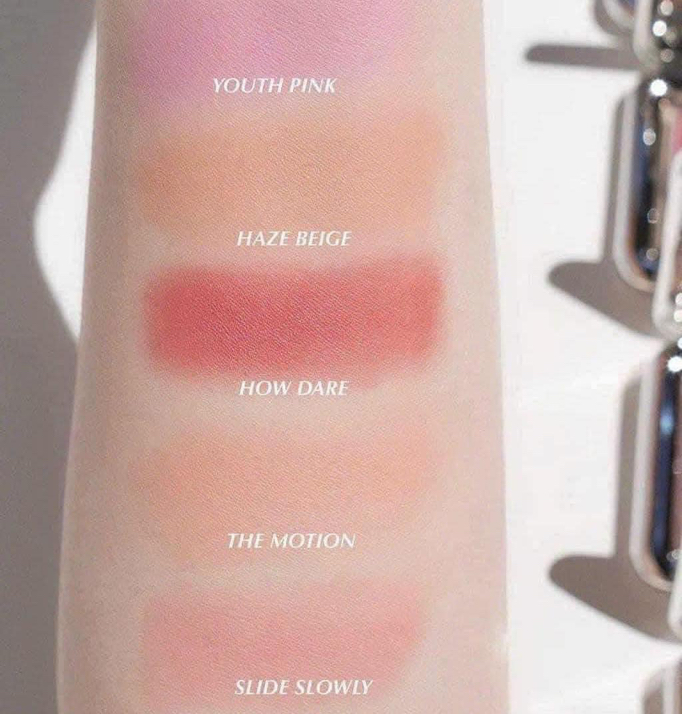 YOUTH PINK
HAZE BEIGE
HOW DARE
THE MOTION
SLIDE SLOWLY